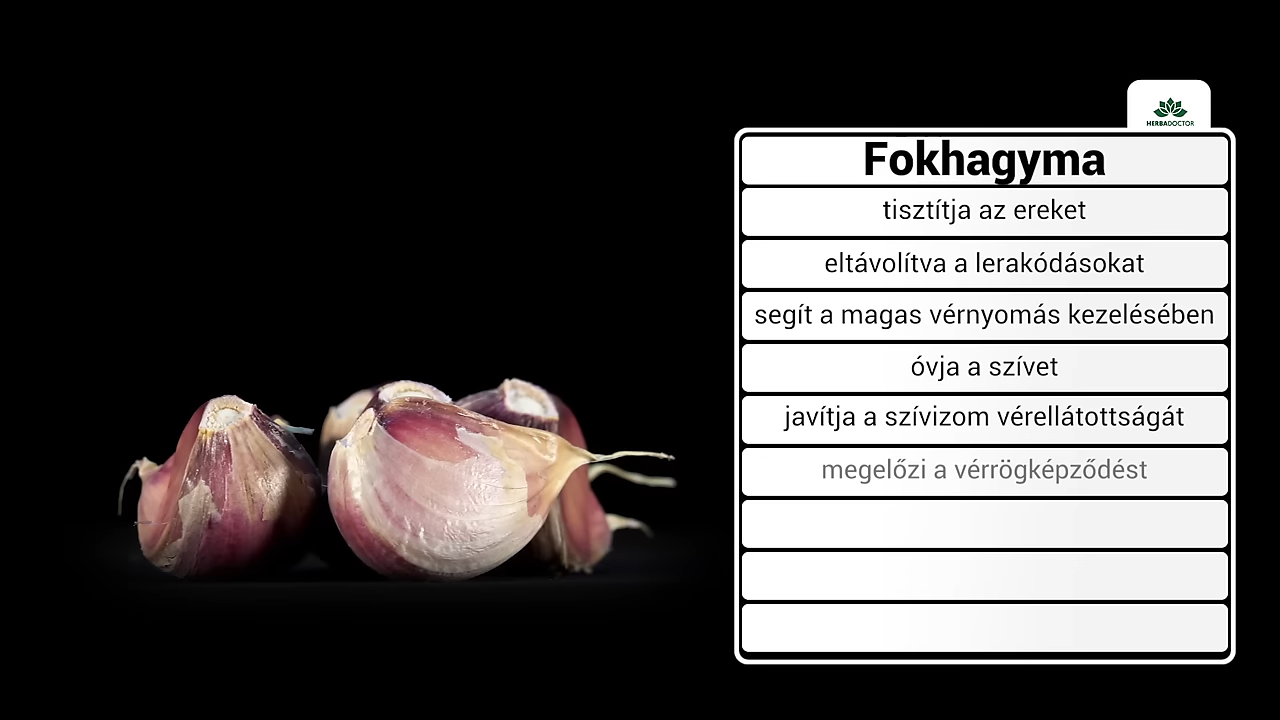 HERBADOCTOR
Fokhagyma
tisztítja az ereket
eltávolítva a lerakódásokat
segít a magas vérnyomás kezelésében
óvja a szívet
javítja a szívizom vérellátottságát
megelőzi a vérrögképződést